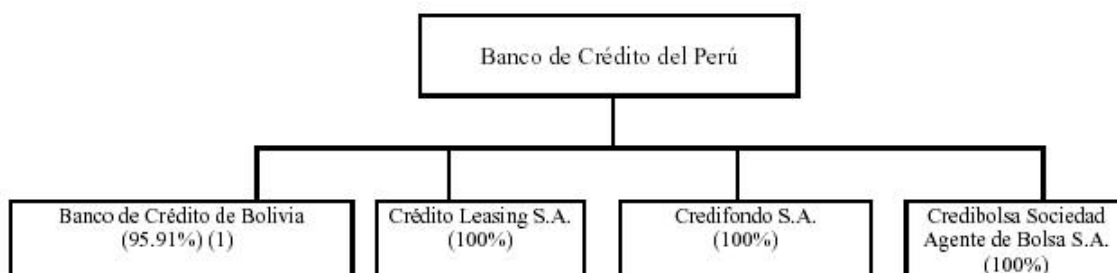 Banco de Crédito del Perú
Banco de Crédito de Bolivia
(95.91%) (1)
Crédito Leasing S.A.
(100%)
Credifondo S.A.
(100%)
Credibolsa Sociedad
Agente de Bolsa S.A.
(100%)